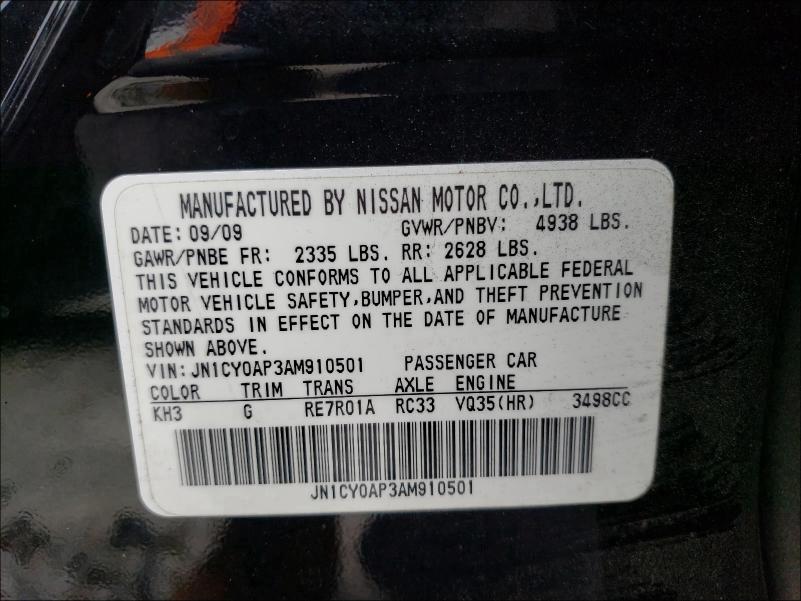 MANUFACTURED BY NISSAN MOTOR CO.,LTD.
DATE: 09/09 GVWR/PNBV: 4938 LBS.
GAWR/PNBE FR: 2335 LBS. RR: 2628 LBS.
THIS VEHICLE CONFORMS TO ALL APPLICABLE FEDERAL
MOTOR VEHICLE SAFETY,BUMPER,AND THEFT PREVENTION
STANDARDS IN EFFECT ON THE DATE OF MANUFACTURE
SHOWN ABOVE.
VIN: JN1CY0AP3AM910501 PASSENGER CAR
COLOR TRIM TRANS AXLE ENGINE
KH3 G RE7R01A RC33 VQ35(HR) 3498CC
JN1CY0AP3AM910501